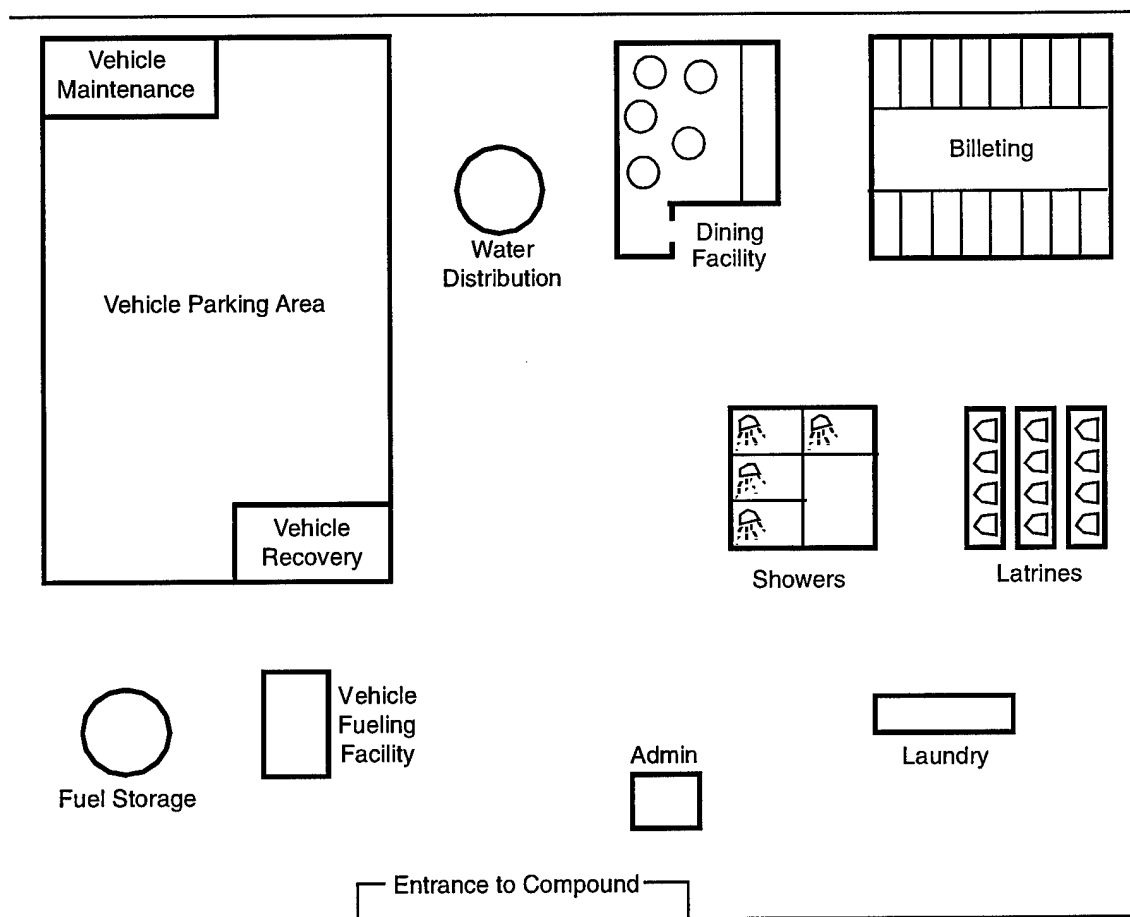 Vehicle
Maintenance
Billeting
Dining
Facility
Water
Distribution
Vehicle Parking Area
Vehicle
Recovery
Showers
Latrines
Vehicle
Fueling
Facility
Fuel Storage
Admin
Laundry
Entrance to Compound